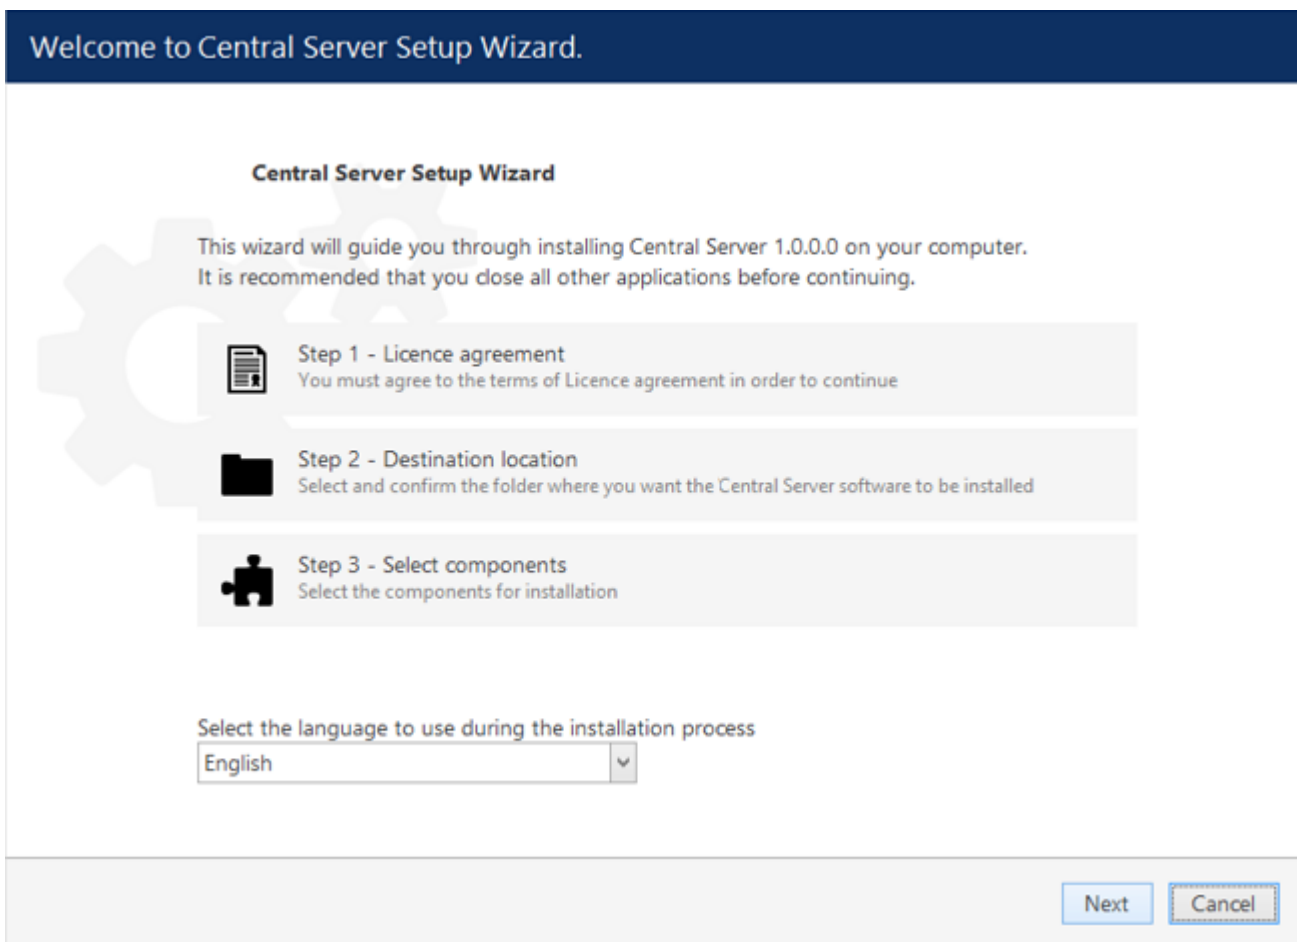 Welcome to Central Server Setup Wizard.
Central Server Setup Wizard
This wizard will guide you through installing Central Server 1.0.0.0 on your computer.
It is recommended that you close all other applications before continuing.
Step 1 - Licence agreement
You must agree to the terms of Licence agreement in order to continue
Step 2 - Destination location
Select and confirm the folder where you want the Central Server software to be installed
Step 3 - Select components
Select the components for installation
Select the language to use during the installation process
English
Next
Cancel